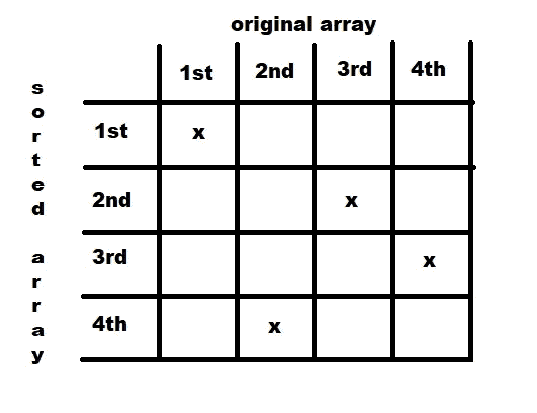 original array
1st 2nd 3rd 4th
sorted array
1st x
2nd x
3rd x
4th x